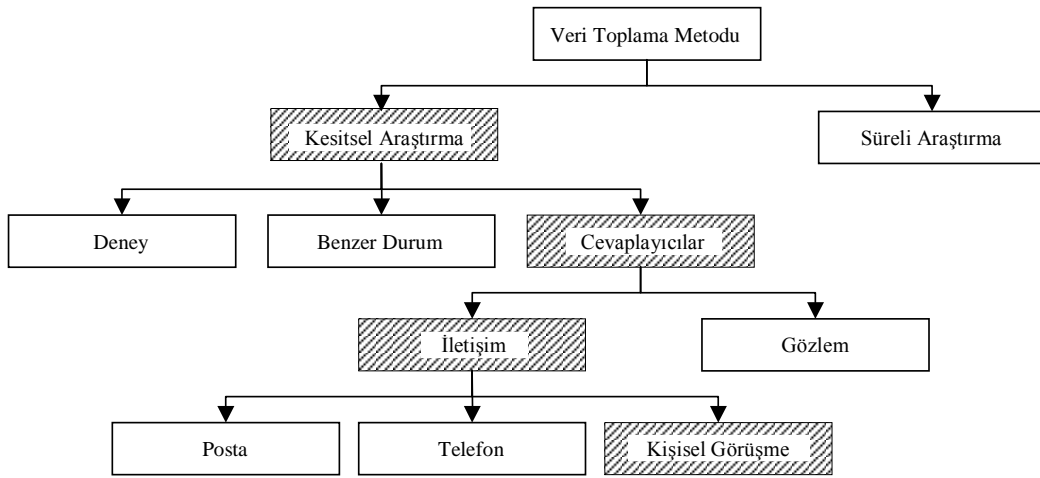 Veri Toplama Metodu
Kesitsel Araştırma
Süreli Araştırma
Deney
Benzer Durum
Cevaplayıcılar
İletişim
Gözlem
Posta
Telefon
Kişisel Görüşme